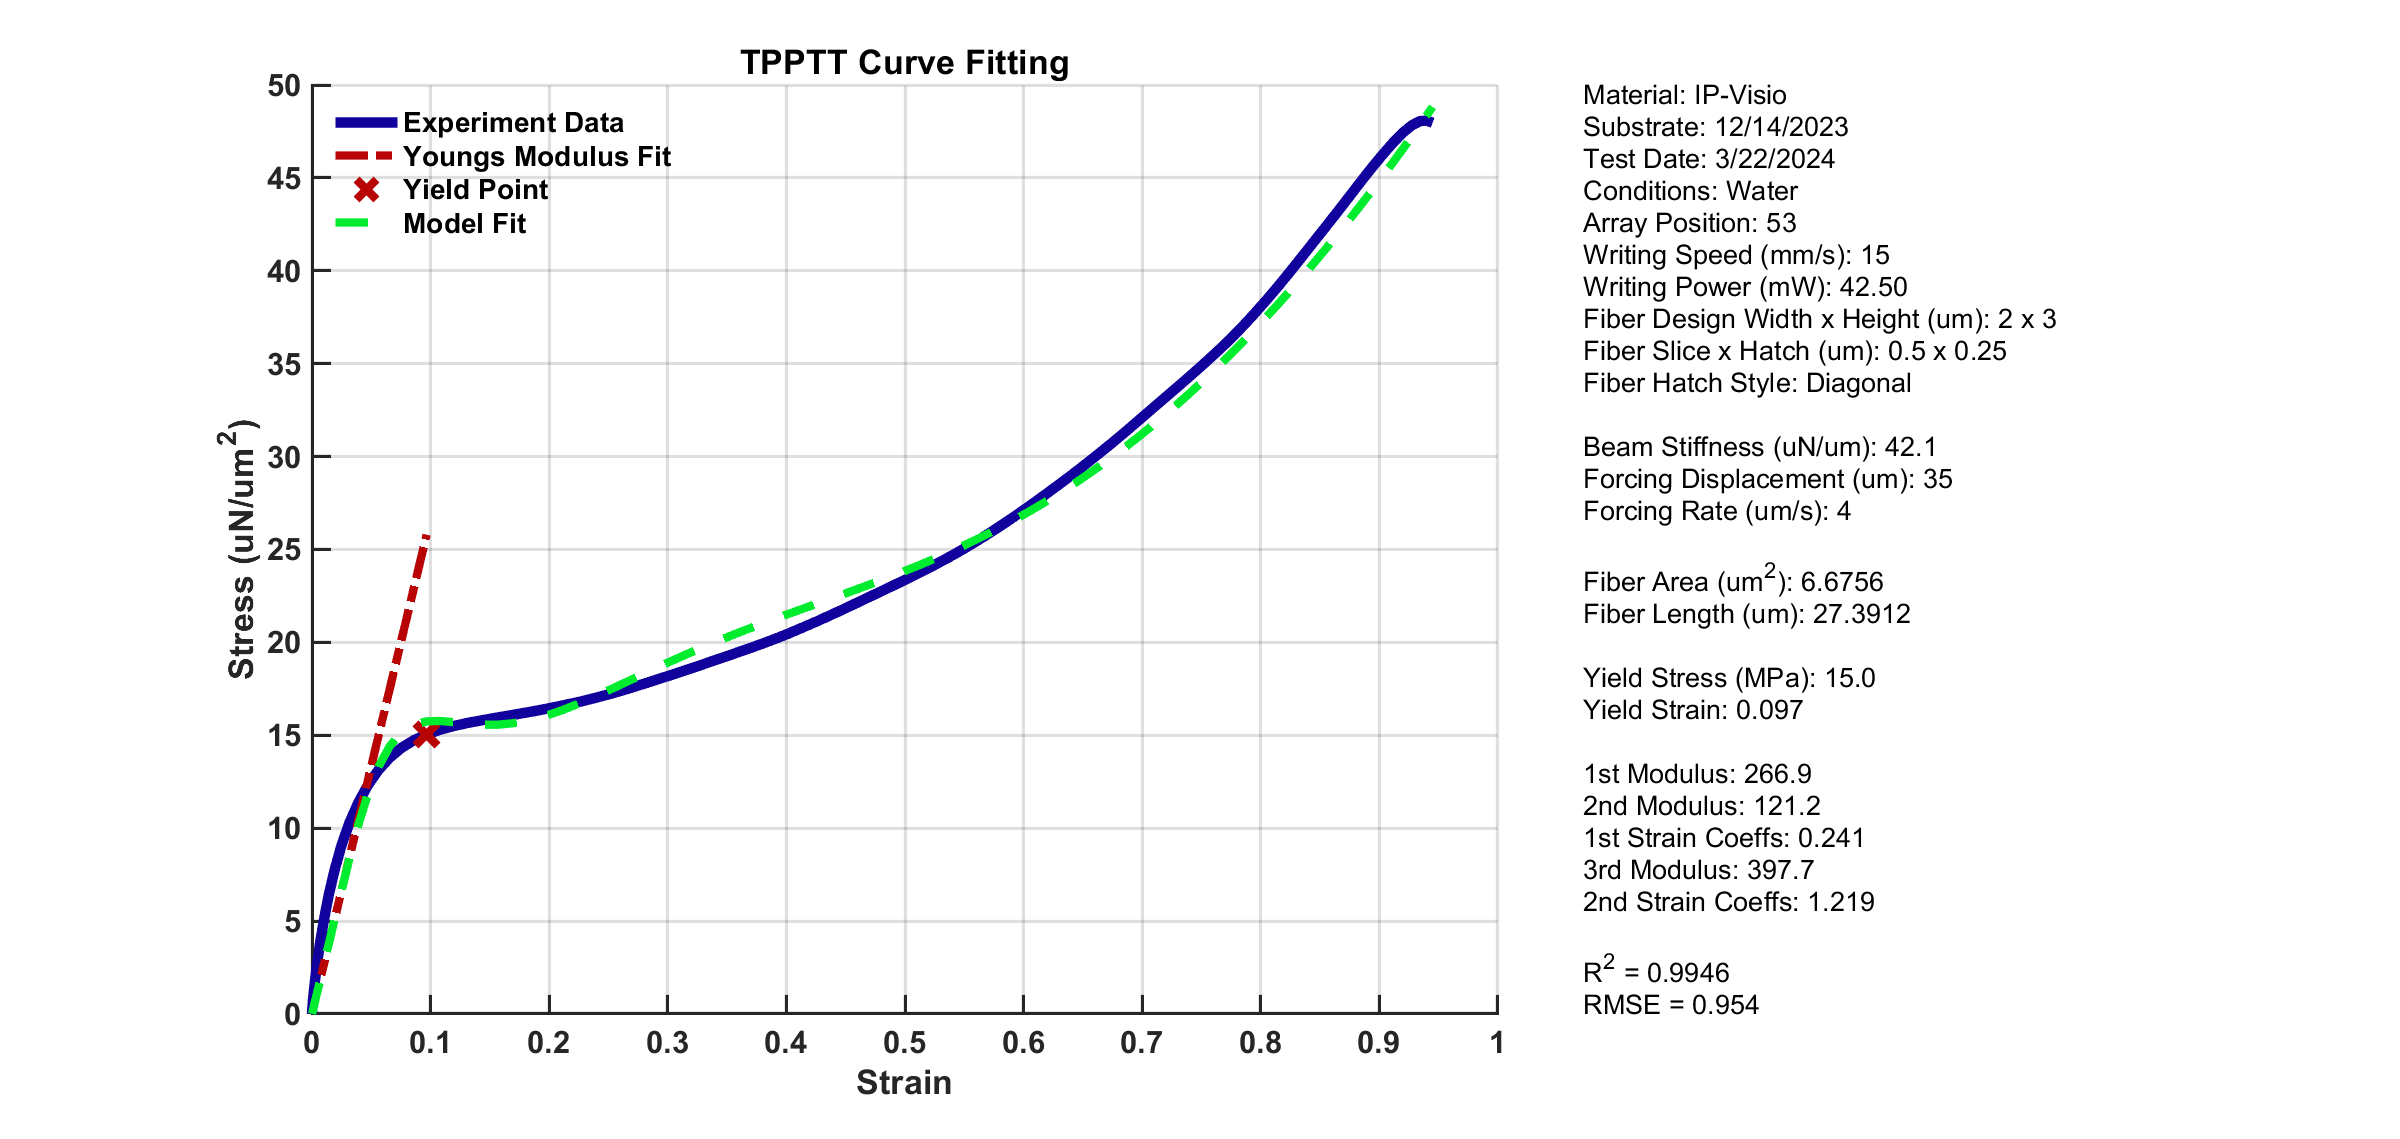 TPPTT Curve Fitting
50
45
40
35
30
25
20
15
10
5
0
Stress (uN/um²)
Experiment Data
Youngs Modulus Fit
Yield Point
Model Fit
0 0.1 0.2 0.3 0.4 0.5 0.6 0.7 0.8 0.9 1
Strain
Material: IP-Visio
Substrate: 12/14/2023
Test Date: 3/22/2024
Conditions: Water
Array Position: 53
Writing Speed (mm/s): 15
Writing Power (mW): 42.50
Fiber Design Width x Height (um): 2 x 3
Fiber Slice x Hatch (um): 0.5 x 0.25
Fiber Hatch Style: Diagonal
Beam Stiffness (uN/um): 42.1
Forcing Displacement (um): 35
Forcing Rate (um/s): 4
Fiber Area (um²): 6.6756
Fiber Length (um): 27.3912
Yield Stress (MPa): 15.0
Yield Strain: 0.097
1st Modulus: 266.9
2nd Modulus: 121.2
1st Strain Coeffs: 0.241
3rd Modulus: 397.7
2nd Strain Coeffs: 1.219
R² = 0.9946
RMSE = 0.954